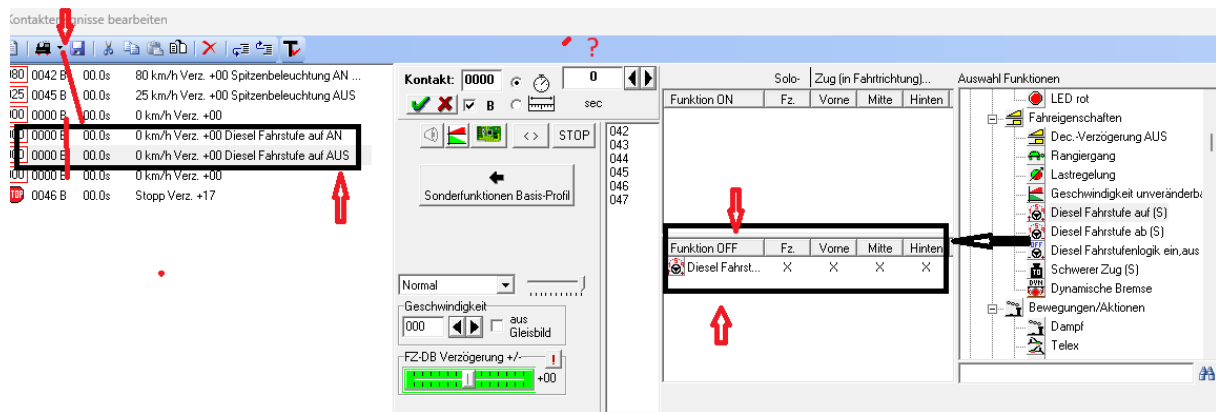 Kontaktereignisse bearbeiten
?
080 0042 B 00.0s 80 km/h Verz. +00 Spitzenbeleuchtung AN ...
025 0045 B 00.0s 25 km/h Verz. +00 Spitzenbeleuchtung AUS
000 0000 B 00.0s 0 km/h Verz. +00
0000 B 00.0s 0 km/h Verz. +00 Diesel Fahrstufe auf AN
0000 B 00.0s 0 km/h Verz. +00 Diesel Fahrstufe auf AUS
000 0000 B 00.0s 0 km/h Verz. +00
STOP 0046 B 00.0s Stopp Verz. +17
Kontakt: 0000 0
B sec
<> STOP
Sonderfunktionen Basis-Profil
042
043
044
045
046
047
Normal
Geschwindigkeit
000 aus Gleisbild
FZ-DB Verzögerung +/- !
+00
Solo- Zug (in Fahrtrichtung)...
Funktion ON Fz. Vorne Mitte Hinten
Funktion OFF Fz. Vorne Mitte Hinten
Diesel Fahrst... X X X X
Auswahl Funktionen
LED rot
Fahreigenschaften
Dec.-Verzögerung AUS
Rangiergang
Lastregelung
Geschwindigkeit unveränderba
Diesel Fahrstufe auf (S)
Diesel Fahrstufe ab (S)
Diesel Fahrstufenlogik ein,aus
Schwerer Zug (S)
Dynamische Bremse
Bewegungen/Aktionen
Dampf
Telex